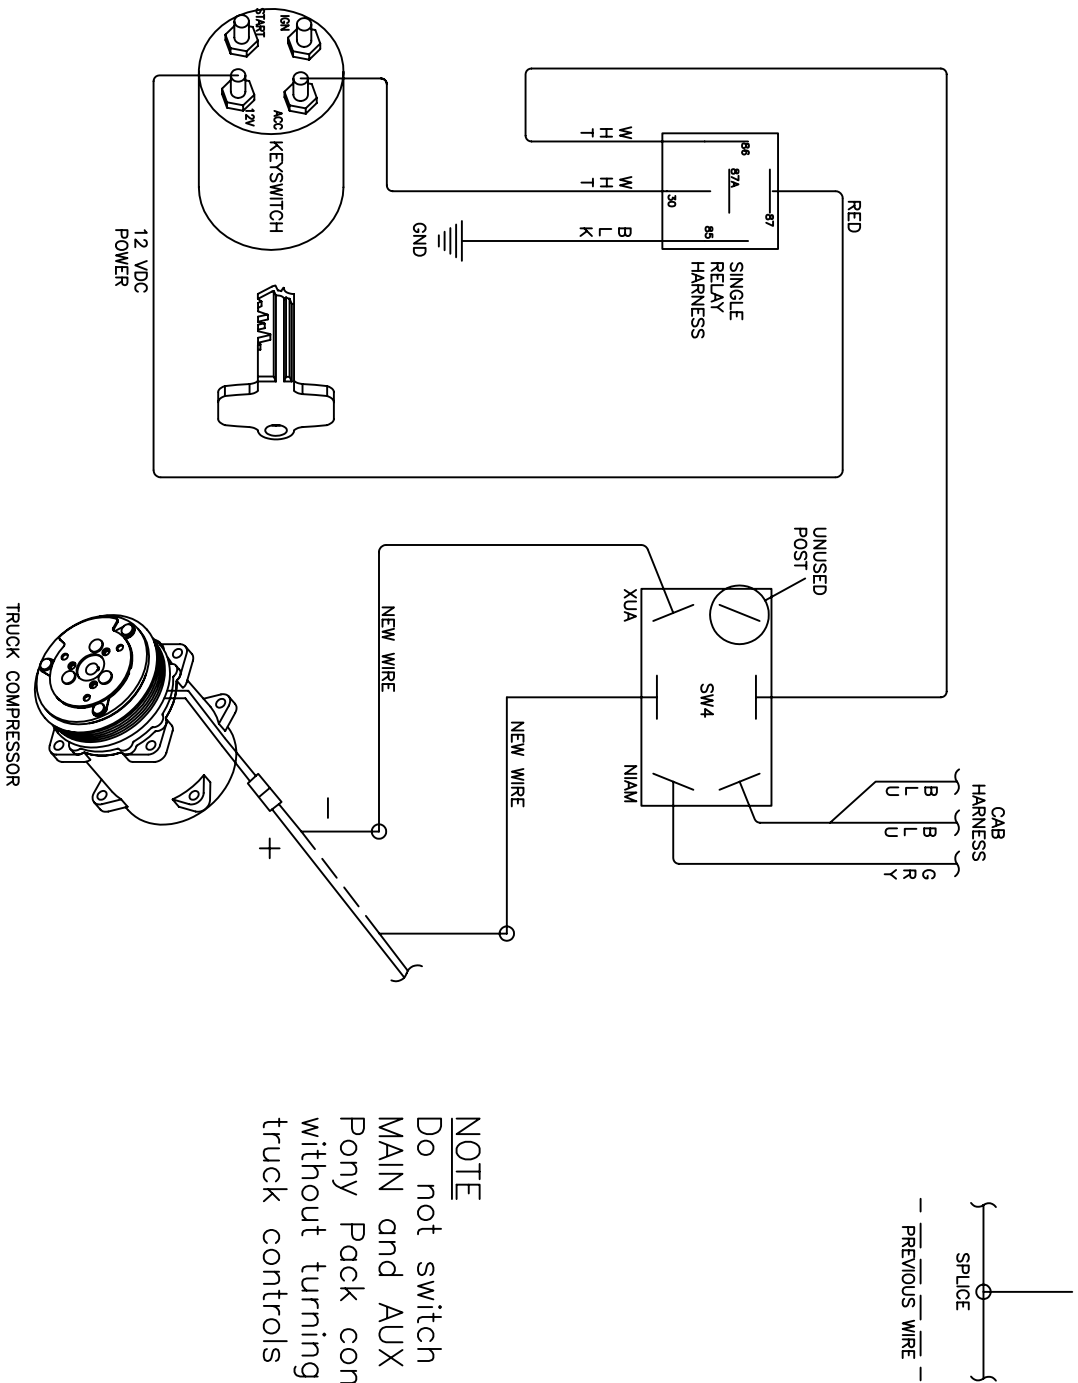 START
IGN
12V
ACC
KEYSWITCH
12 VDC
POWER
WHT
WHT
BLK
GND
86
87A
87
30
85
RED
SINGLE
RELAY
HARNESS
UNUSED
POST
XUA
SW4
NIAM
NEW WIRE
NEW WIRE
BLU
BLU
GRY
CAB
HARNESS
−
+
TRUCK COMPRESSOR
NOTE
Do not switch
MAIN and AUX
Pony Pack con
without turning
truck controls
SPLICE
PREVIOUS WIRE